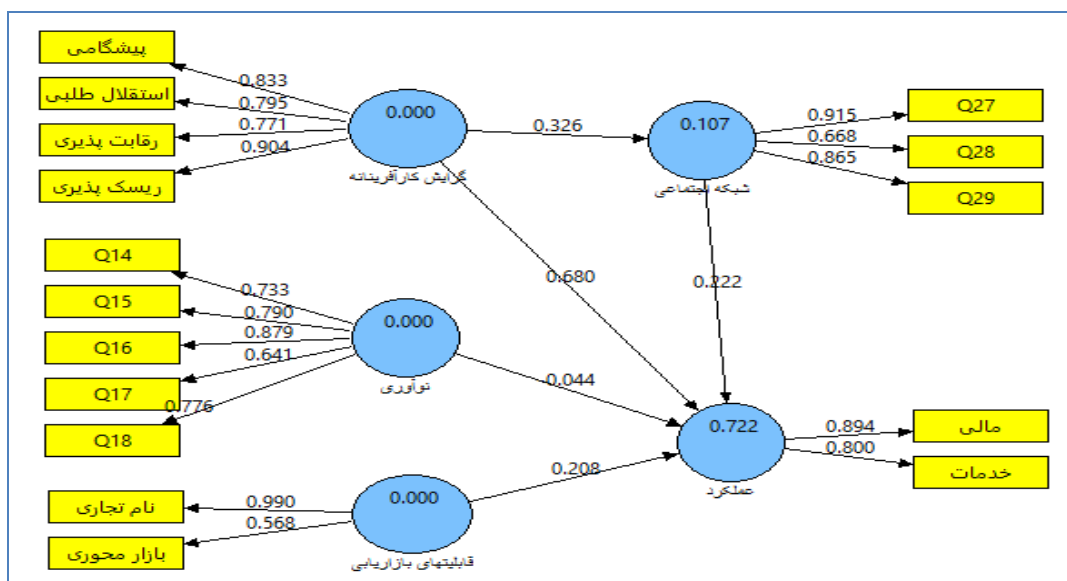 پیشگامی
0.833
استقلال طلبی
0.795
رقابت پذیری
0.771
ریسک پذیری
0.904
0.000
گرایش کارآفرینانه
0.326
0.107
شبکه اجتماعی
0.915
Q27
0.668
Q28
0.865
Q29
0.680
0.222
Q14
0.733
Q15
0.790
Q16
0.879
Q17
0.641
Q18
0.776
0.000
نوآوری
0.044
0.722
عملکرد
0.894
مالی
0.800
خدمات
نام تجاری
0.990
بازار محوری
0.568
0.000
قابلیتهای بازاریابی
0.208